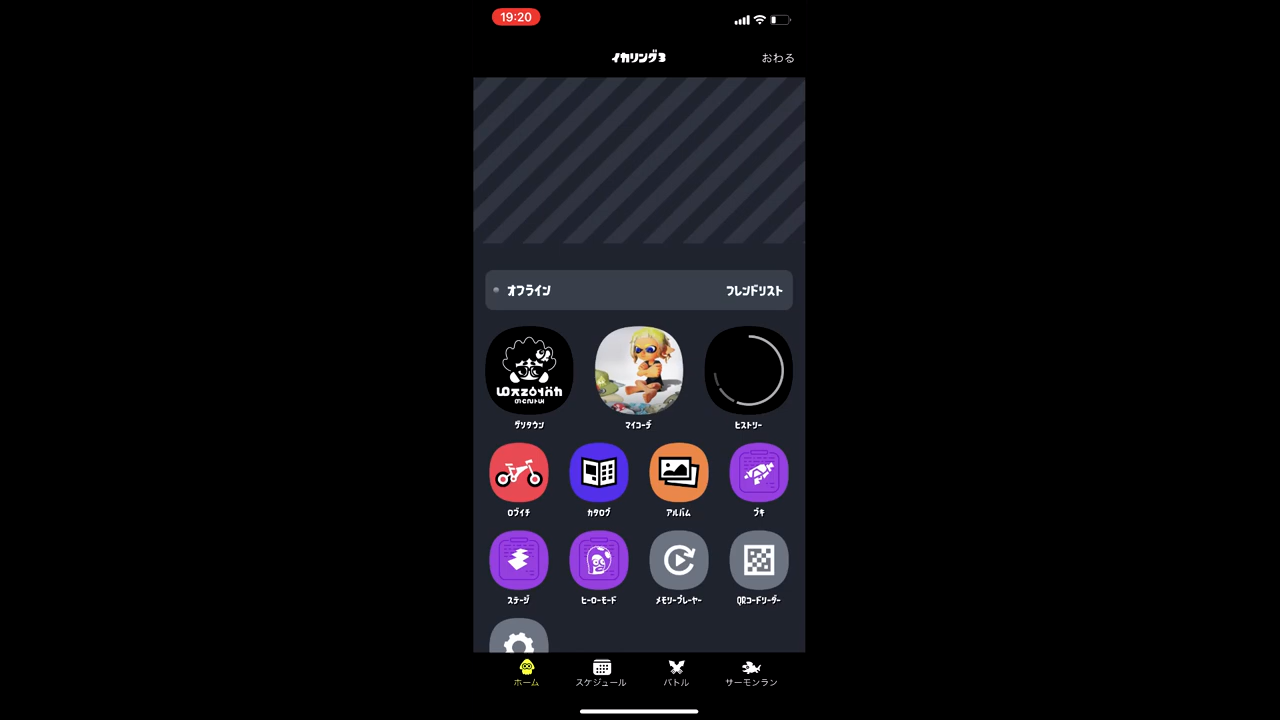 19:20
イカリング3
おわる
オフライン
フレンドリスト
ゲソタウン
マイコーデ
ヒストリー
ロブイチ
カタログ
アルバム
ブキ
ステージ
ヒーローモード
メモリープレーヤー
QRコードリーダー
ホーム
スケジュール
バトル
サーモンラン